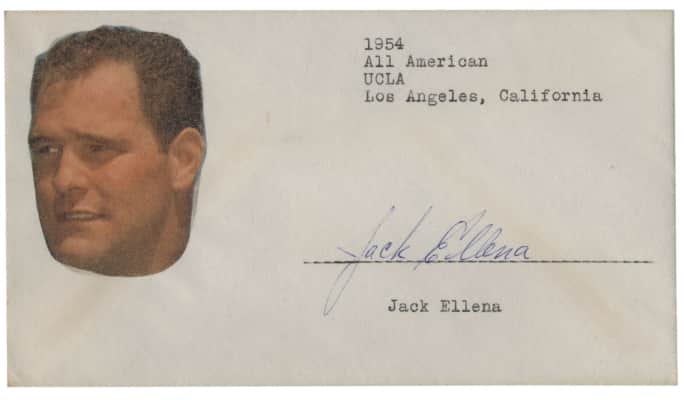 1954
All American
UCLA
Los Angeles, California
Jack Ellena
Jack Ellena